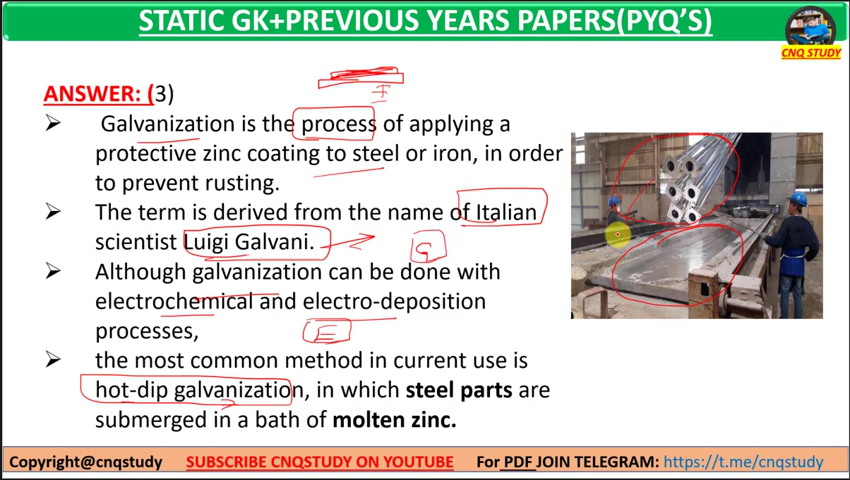 STATIC GK+PREVIOUS YEARS PAPERS(PYQ'S)
CNQ STUDY
ANSWER: (3)
I
➢ Galvanization is the process of applying a
protective zinc coating to steel or iron, in order
to prevent rusting.
➢ The term is derived from the name of Italian
scientist Luigi Galvani.
G
➢ Although galvanization can be done with
electrochemical and electro-deposition
processes,
E
➢ the most common method in current use is
hot-dip galvanization, in which steel parts are
submerged in a bath of molten zinc.
Copyright@cnqstudy SUBSCRIBE CNQSTUDY ON YOUTUBE For PDF JOIN TELEGRAM: https://t.me/cnqstudy